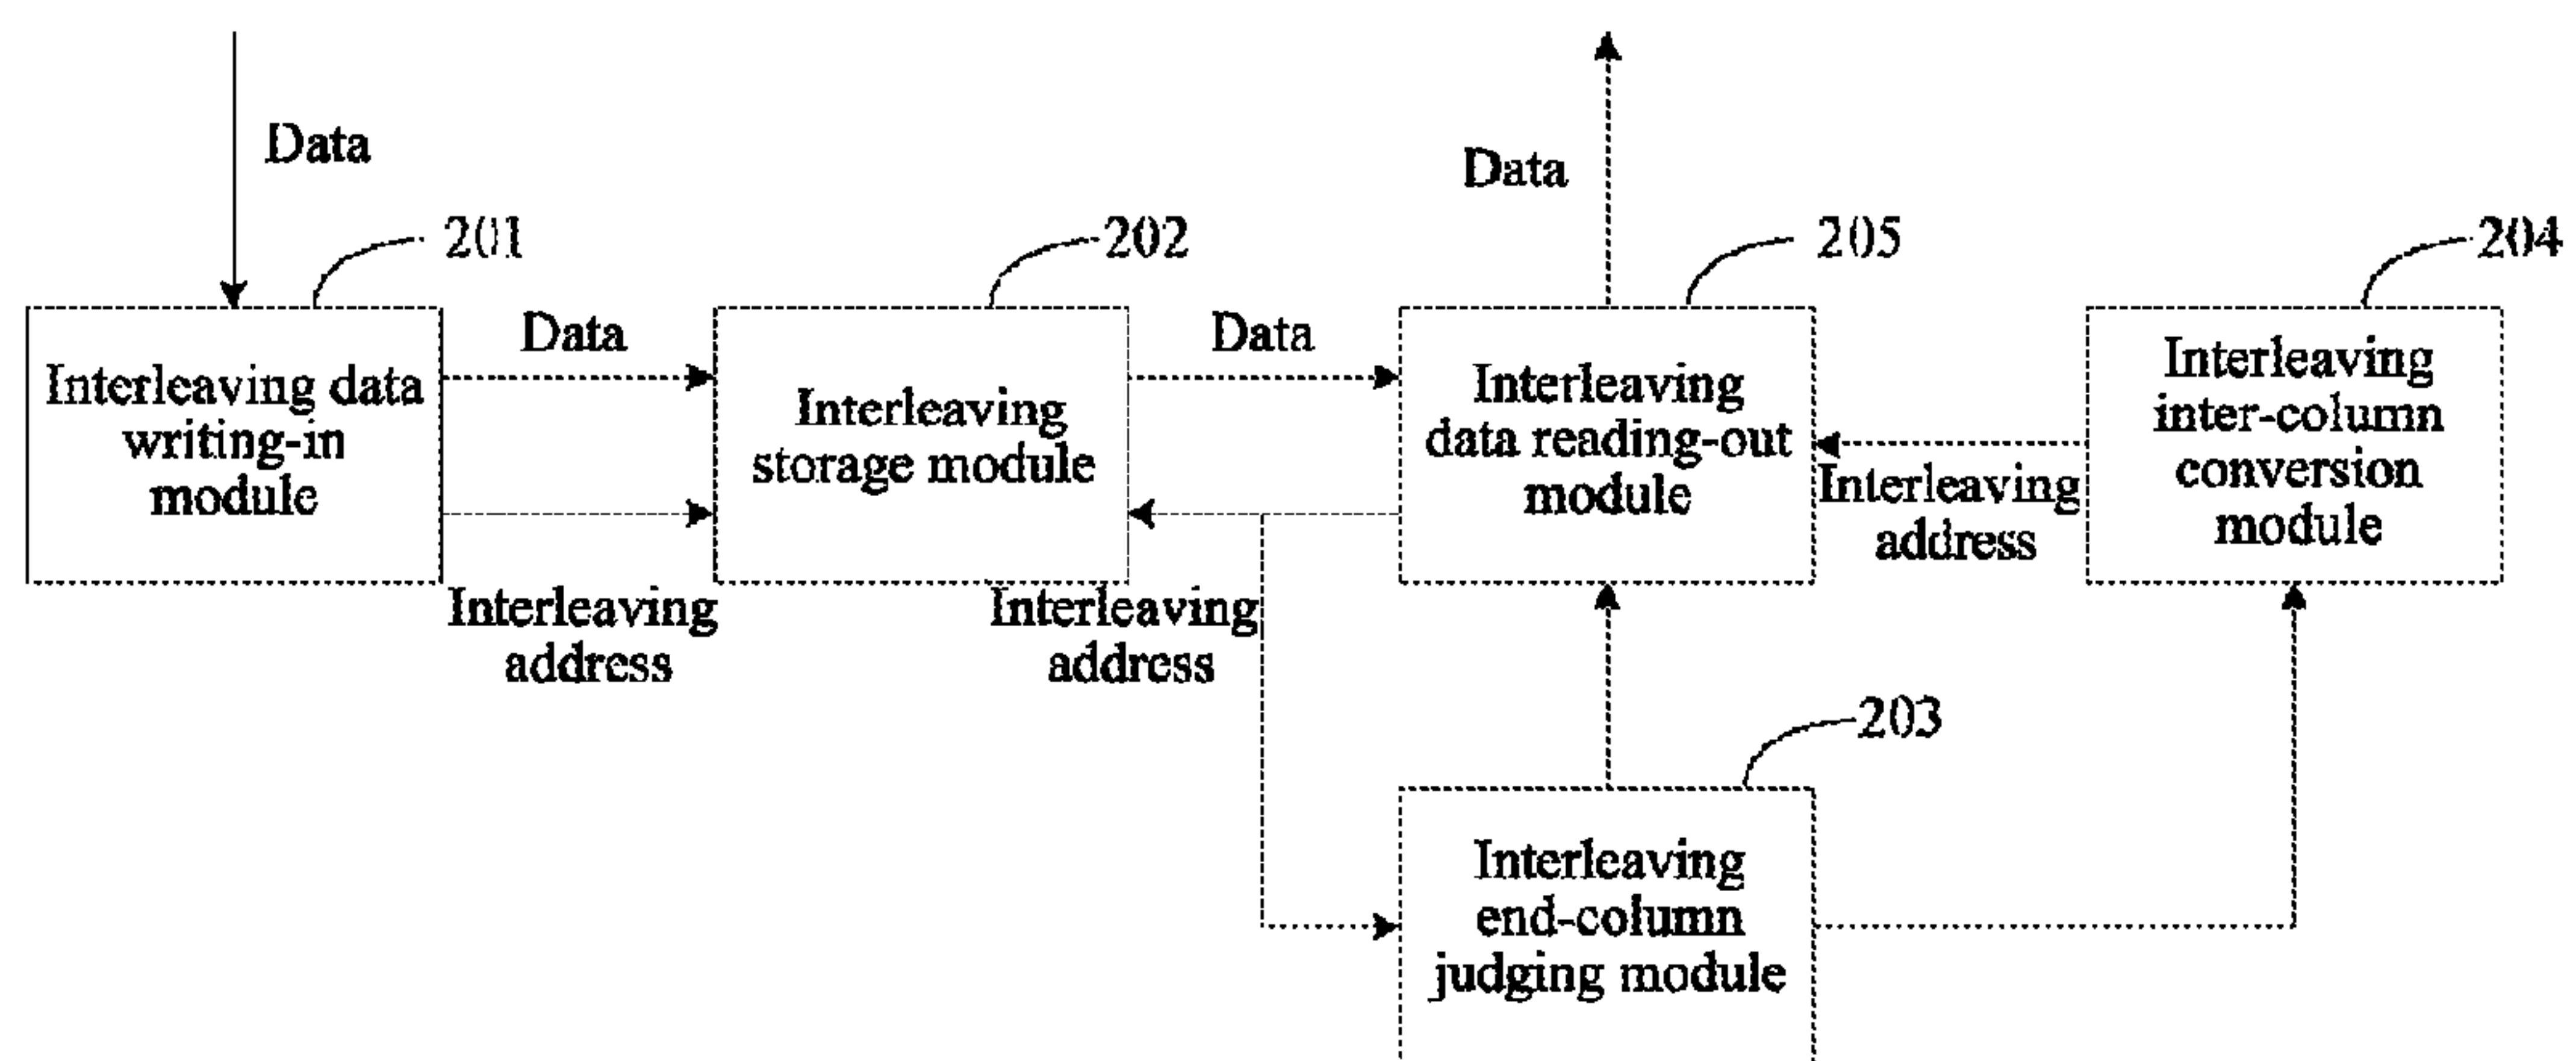 Data
Data
201
202
205
204
Interleaving data
writing-in
module
Data
Interleaving
storage module
Data
Interleaving
data reading-out
module
Interleaving
inter-column
conversion
module
Interleaving
address
Interleaving
address
Interleaving
address
203
Interleaving
end-column
judging module